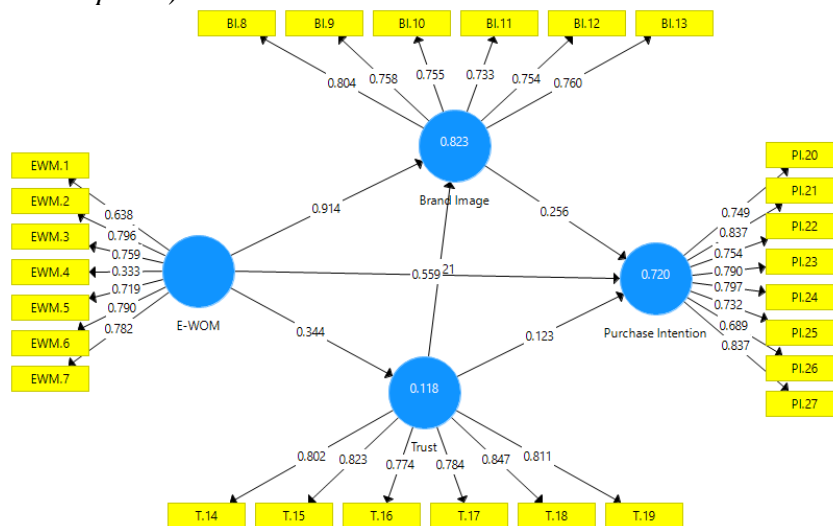 BI.8 BI.9 BI.10 BI.11 BI.12 BI.13
0.804 0.758 0.755 0.733 0.754 0.760
0.823
Brand Image
EWM.1
EWM.2
EWM.3
EWM.4
EWM.5
EWM.6
EWM.7
0.638
0.796
0.759
0.333
0.719
0.790
0.782
E-WOM
0.914
0.256
0.559
21
0.344
0.123
0.720
Purchase Intention
0.749
0.837
0.754
0.790
0.797
0.732
0.689
0.837
PI.20
PI.21
PI.22
PI.23
PI.24
PI.25
PI.26
PI.27
0.118
Trust
0.802 0.823 0.774 0.784 0.847 0.811
T.14 T.15 T.16 T.17 T.18 T.19